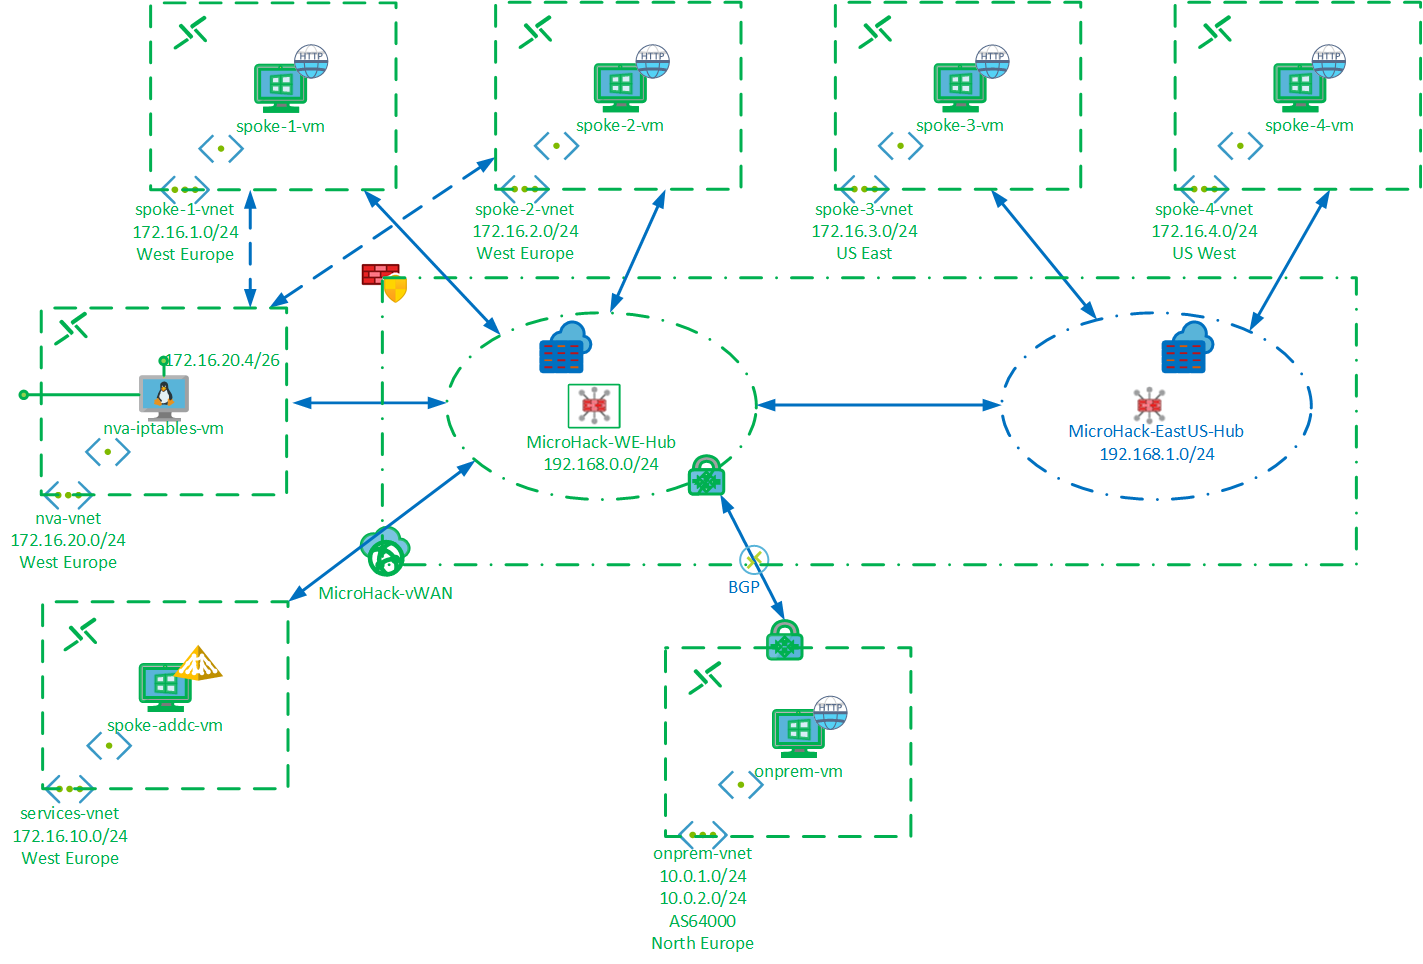 HTTP
spoke-1-vm
spoke-1-vnet
172.16.1.0/24
West Europe
HTTP
spoke-2-vm
spoke-2-vnet
172.16.2.0/24
West Europe
HTTP
spoke-3-vm
spoke-3-vnet
172.16.3.0/24
US East
HTTP
spoke-4-vm
spoke-4-vnet
172.16.4.0/24
US West
172.16.20.4/26
nva-iptables-vm
nva-vnet
172.16.20.0/24
West Europe
MicroHack-WE-Hub
192.168.0.0/24
MicroHack-EastUS-Hub
192.168.1.0/24
MicroHack-vWAN
BGP
spoke-addc-vm
services-vnet
172.16.10.0/24
West Europe
HTTP
onprem-vm
onprem-vnet
10.0.1.0/24
10.0.2.0/24
AS64000
North Europe